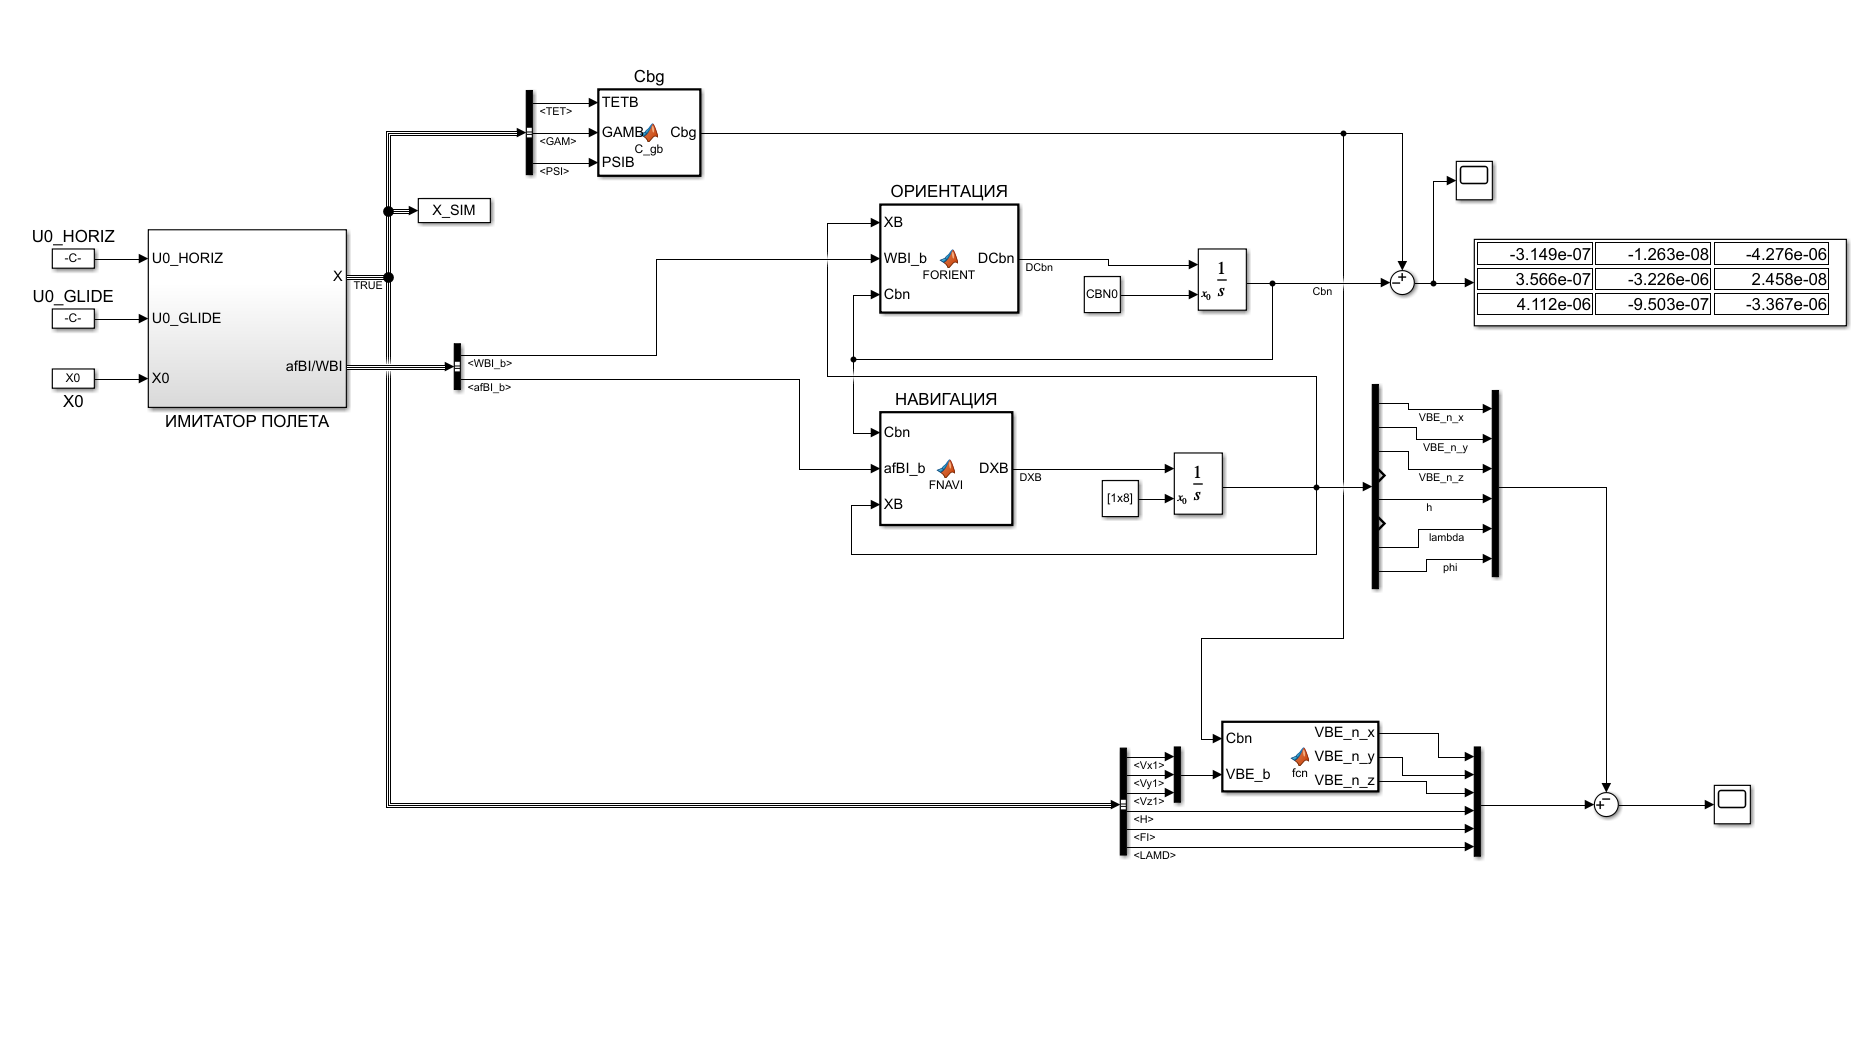 Cbg
TETB
GAMB
PSIB
Cbg
C_gb
<TET>
<GAM>
<PSI>
X_SIM
U0_HORIZ
-C-
U0_GLIDE
-C-
X0
X0
U0_HORIZ
U0_GLIDE
X0
X
afBI/WBI
TRUE
ИМИТАТОР ПОЛЕТА
<WBI_b>
<afBI_b>
ОРИЕНТАЦИЯ
XB
WBI_b
Cbn
DCbn
FORIENT
DCbn
CBN0
1
s
x0
Cbn
+
−
-3.149e-07 -1.263e-08 -4.276e-06
3.566e-07 -3.226e-06 2.458e-08
4.112e-06 -9.503e-07 -3.367e-06
НАВИГАЦИЯ
Cbn
afBI_b
XB
DXB
FNAVI
DXB
[1x8]
1
s
x0
VBE_n_x
VBE_n_y
VBE_n_z
h
lambda
phi
<Vx1>
<Vy1>
<Vz1>
<H>
<FI>
<LAMD>
Cbn
VBE_b
fcn
VBE_n_x
VBE_n_y
VBE_n_z
−
+